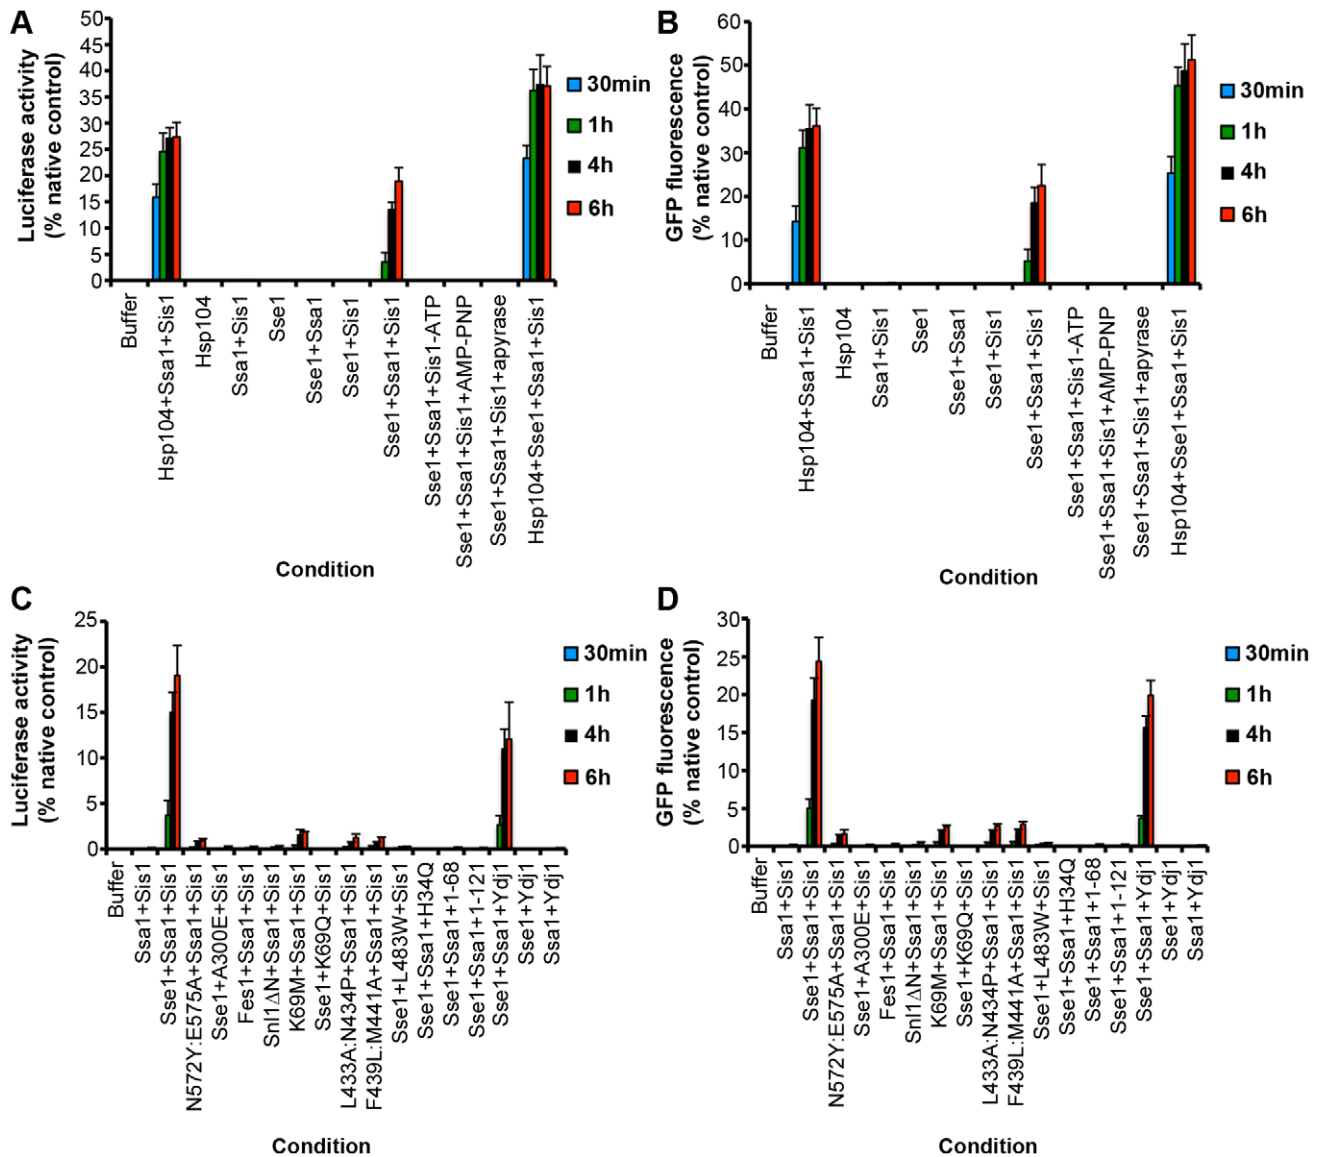 A
Luciferase activity
(% native control)
50
45
40
35
30
25
20
15
10
5
0
30min
1h
4h
6h
Buffer
Hsp104+Ssa1+Sis1
Hsp104
Ssa1+Sis1
Sse1
Sse1+Ssa1
Sse1+Sis1
Sse1+Ssa1+Sis1
Sse1+Ssa1+Sis1-ATP
Sse1+Ssa1+Sis1+AMP-PNP
Sse1+Ssa1+Sis1+apyrase
Hsp104+Sse1+Ssa1+Sis1
Condition
B
GFP fluorescence
(% native control)
60
50
40
30
20
10
0
30min
1h
4h
6h
Buffer
Hsp104+Ssa1+Sis1
Hsp104
Ssa1+Sis1
Sse1
Sse1+Ssa1
Sse1+Sis1
Sse1+Ssa1+Sis1
Sse1+Ssa1+Sis1-ATP
Sse1+Ssa1+Sis1+AMP-PNP
Sse1+Ssa1+Sis1+apyrase
Hsp104+Sse1+Ssa1+Sis1
Condition
C
Luciferase activity
(% native control)
25
20
15
10
5
0
30min
1h
4h
6h
Buffer
Ssa1+Sis1
Sse1+Ssa1+Sis1
N572Y:E575A+Ssa1+Sis1
Sse1+A300E+Sis1
Fes1+Ssa1+Sis1
Snl1ΔN+Ssa1+Sis1
K69M+Ssa1+Sis1
Sse1+K69Q+Sis1
L433A:N434P+Ssa1+Sis1
F439L:M441A+Ssa1+Sis1
Sse1+L483W+Sis1
Sse1+Ssa1+H34Q
Sse1+Ssa1+1-68
Sse1+Ssa1+1-121
Sse1+Ssa1+Ydj1
Sse1+Ydj1
Ssa1+Ydj1
Condition
D
GFP fluorescence
(% native control)
30
25
20
15
10
5
0
30min
1h
4h
6h
Buffer
Ssa1+Sis1
Sse1+Ssa1+Sis1
N572Y:E575A+Ssa1+Sis1
Sse1+A300E+Sis1
Fes1+Ssa1+Sis1
Snl1ΔN+Ssa1+Sis1
K69M+Ssa1+Sis1
Sse1+K69Q+Sis1
L433A:N434P+Ssa1+Sis1
F439L:M441A+Ssa1+Sis1
Sse1+L483W+Sis1
Sse1+Ssa1+H34Q
Sse1+Ssa1+1-68
Sse1+Ssa1+1-121
Sse1+Ssa1+Ydj1
Sse1+Ydj1
Ssa1+Ydj1
Condition